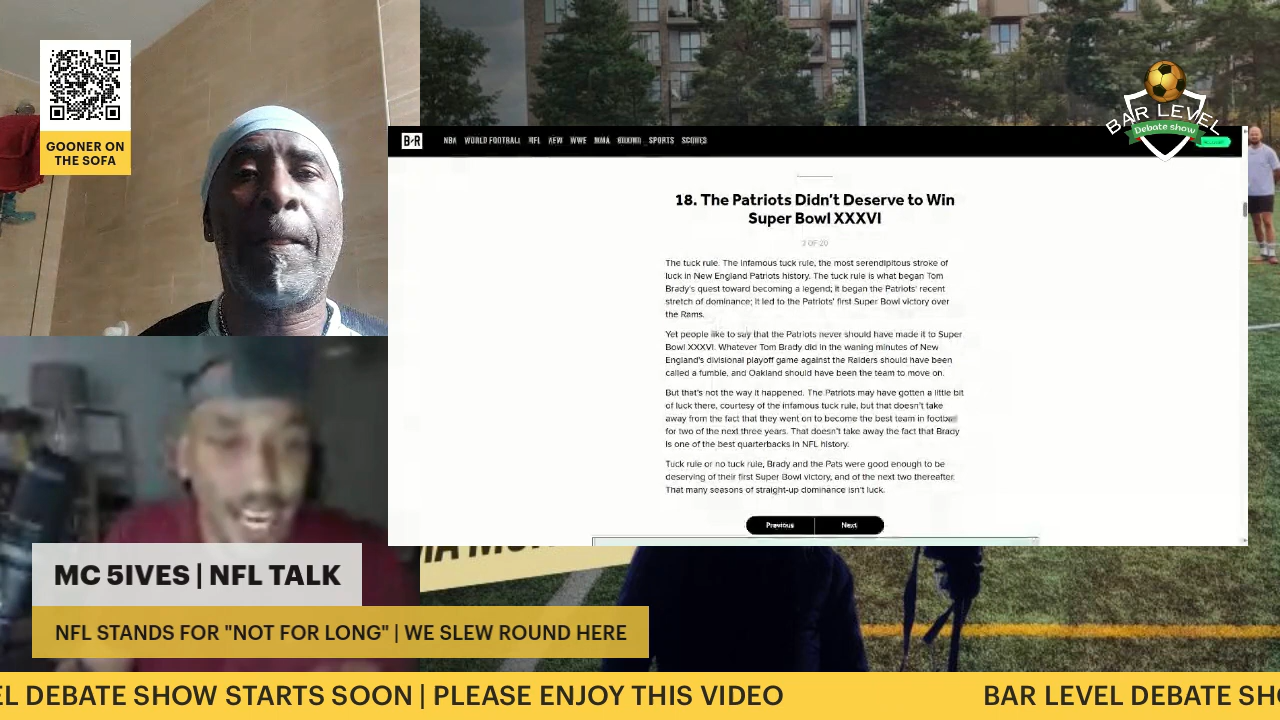 GOONER ON
THE SOFA
BAR LEVEL
Debate show
B/R
NBA WORLD FOOTBALL NFL AEW WWE MMA BOXING SPORTS SCORES
18. The Patriots Didn't Deserve to Win
Super Bowl XXXVI
3 OF 20
The tuck rule. The infamous tuck rule, the most serendipitous stroke of
luck in New England Patriots history. The tuck rule is what began Tom
Brady's quest toward becoming a legend; it began the Patriots' recent
stretch of dominance; it led to the Patriots' first Super Bowl victory over
the Rams.
Yet people like to say that the Patriots never should have made it to Super
Bowl XXXVI. Whatever Tom Brady did in the waning minutes of New
England's divisional playoff game against the Raiders should have been
called a fumble, and Oakland should have been the team to move on.
But that's not the way it happened. The Patriots may have gotten a little bit
of luck there, courtesy of the infamous tuck rule, but that doesn't take
away from the fact that they went on to become the best team in football
for two of the next three years. That doesn't take away the fact that Brady
is one of the best quarterbacks in NFL history.
Tuck rule or no tuck rule, Brady and the Pats were good enough to be
deserving of their first Super Bowl victory, and of the next two thereafter.
That many seasons of straight-up dominance isn't luck.
Previous Next
MC 5IVES | NFL TALK
NFL STANDS FOR "NOT FOR LONG" | WE SLEW ROUND HERE
EL DEBATE SHOW STARTS SOON | PLEASE ENJOY THIS VIDEO BAR LEVEL DEBATE SHO